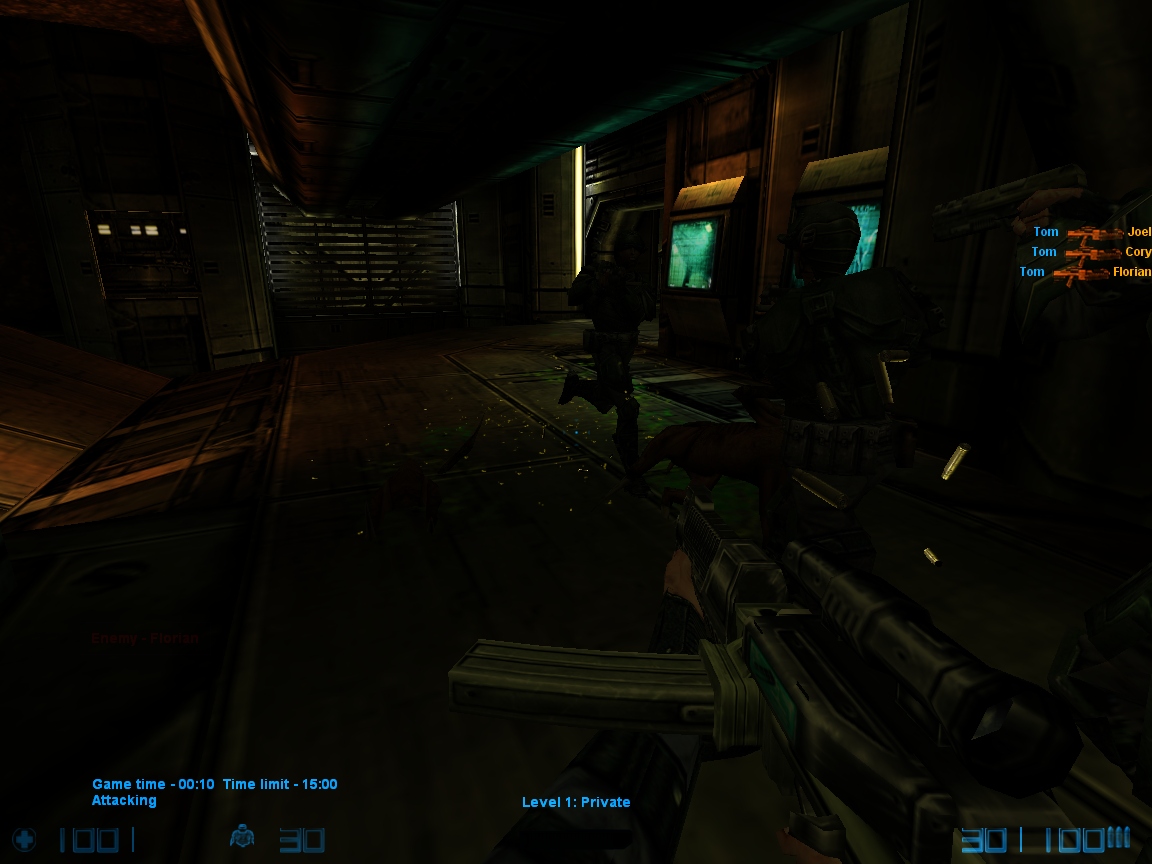 Tom Joel
Tom Cory
Tom Florian
Enemy - Florian
Game time - 00:10 Time limit - 15:00
Attacking
Level 1: Private
100 30 30 | 100